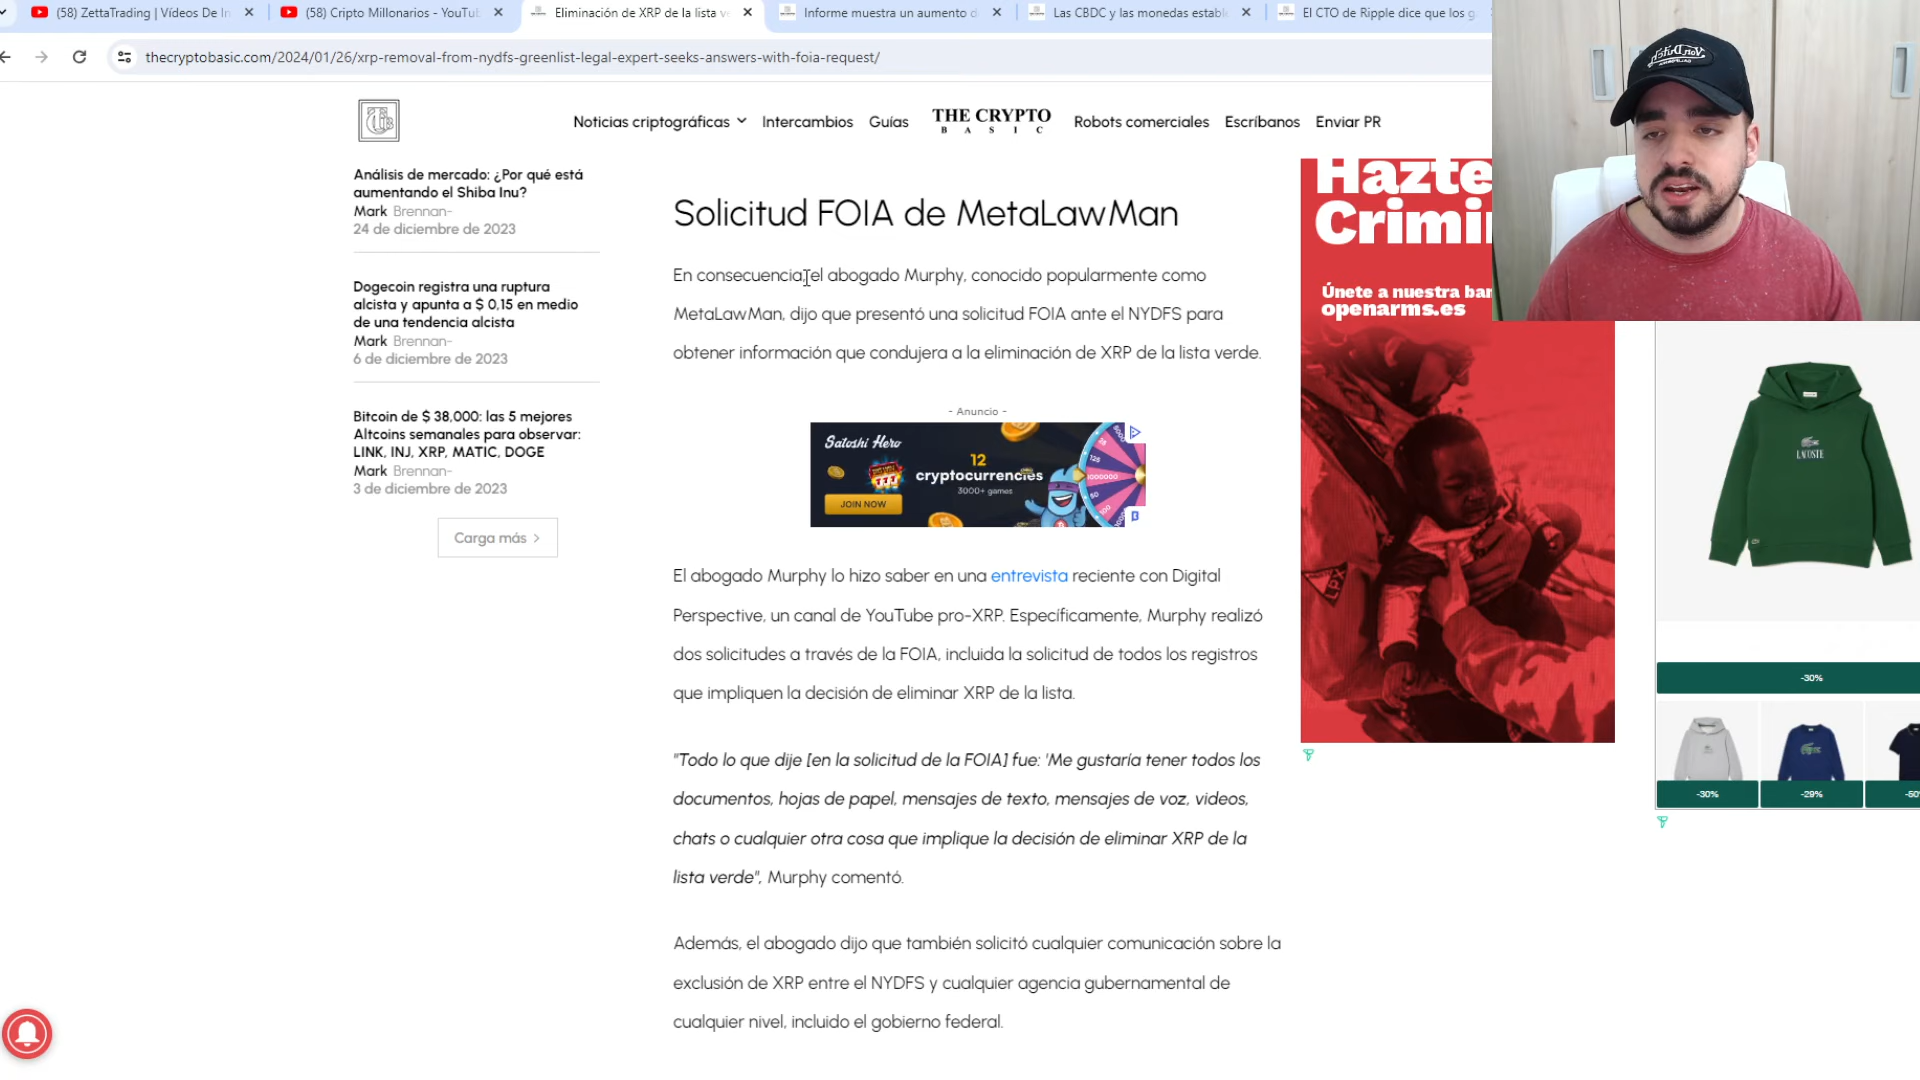 (58) ZettaTrading | Vídeos De In
(58) Cripto Millonarios - YouTu
Eliminación de XRP de la lista ve
Informe muestra un aumento d
Las CBDC y las monedas estab
El CTO de Ripple dice que los g
thecryptobasic.com/2024/01/26/xrp-removal-from-nydfs-greenlist-legal-expert-seeks-answers-with-foia-request/
Noticias criptográficas
Intercambios
Guías
THE CRYPTO
BASIC
Robots comerciales
Escríbanos
Enviar PR
Análisis de mercado: ¿Por qué está
aumentando el Shiba Inu?
Mark Brennan-
24 de diciembre de 2023
Dogecoin registra una ruptura
alcista y apunta a $ 0,15 en medio
de una tendencia alcista
Mark Brennan-
6 de diciembre de 2023
Bitcoin de $ 38,000: las 5 mejores
Altcoins semanales para observar:
LINK, INJ, XRP, MATIC, DOGE
Mark Brennan-
3 de diciembre de 2023
Carga más
Solicitud FOIA de MetaLawMan
En consecuencia, el abogado Murphy, conocido popularmente como
MetaLawMan, dijo que presentó una solicitud FOIA ante el NYDFS para
obtener información que condujera a la eliminación de XRP de la lista verde.
- Anuncio -
Satoshi Hero
JOIN NOW
12
cryptocurrencies
3000+ games
El abogado Murphy lo hizo saber en una entrevista reciente con Digital
Perspective, un canal de YouTube pro-XRP. Específicamente, Murphy realizó
dos solicitudes a través de la FOIA, incluida la solicitud de todos los registros
que impliquen la decisión de eliminar XRP de la lista.
"Todo lo que dije [en la solicitud de la FOIA] fue: 'Me gustaría tener todos los
documentos, hojas de papel, mensajes de texto, mensajes de voz, videos,
chats o cualquier otra cosa que implique la decisión de eliminar XRP de la
lista verde", Murphy comentó.
Además, el abogado dijo que también solicitó cualquier comunicación sobre la
exclusión de XRP entre el NYDFS y cualquier agencia gubernamental de
cualquier nivel, incluido el gobierno federal.
Hazte
Crimi
Únete a nuestra ban
openarms.es
LPX
Von Dutch
LACOSTE
-30%
-30%
-29%
-50